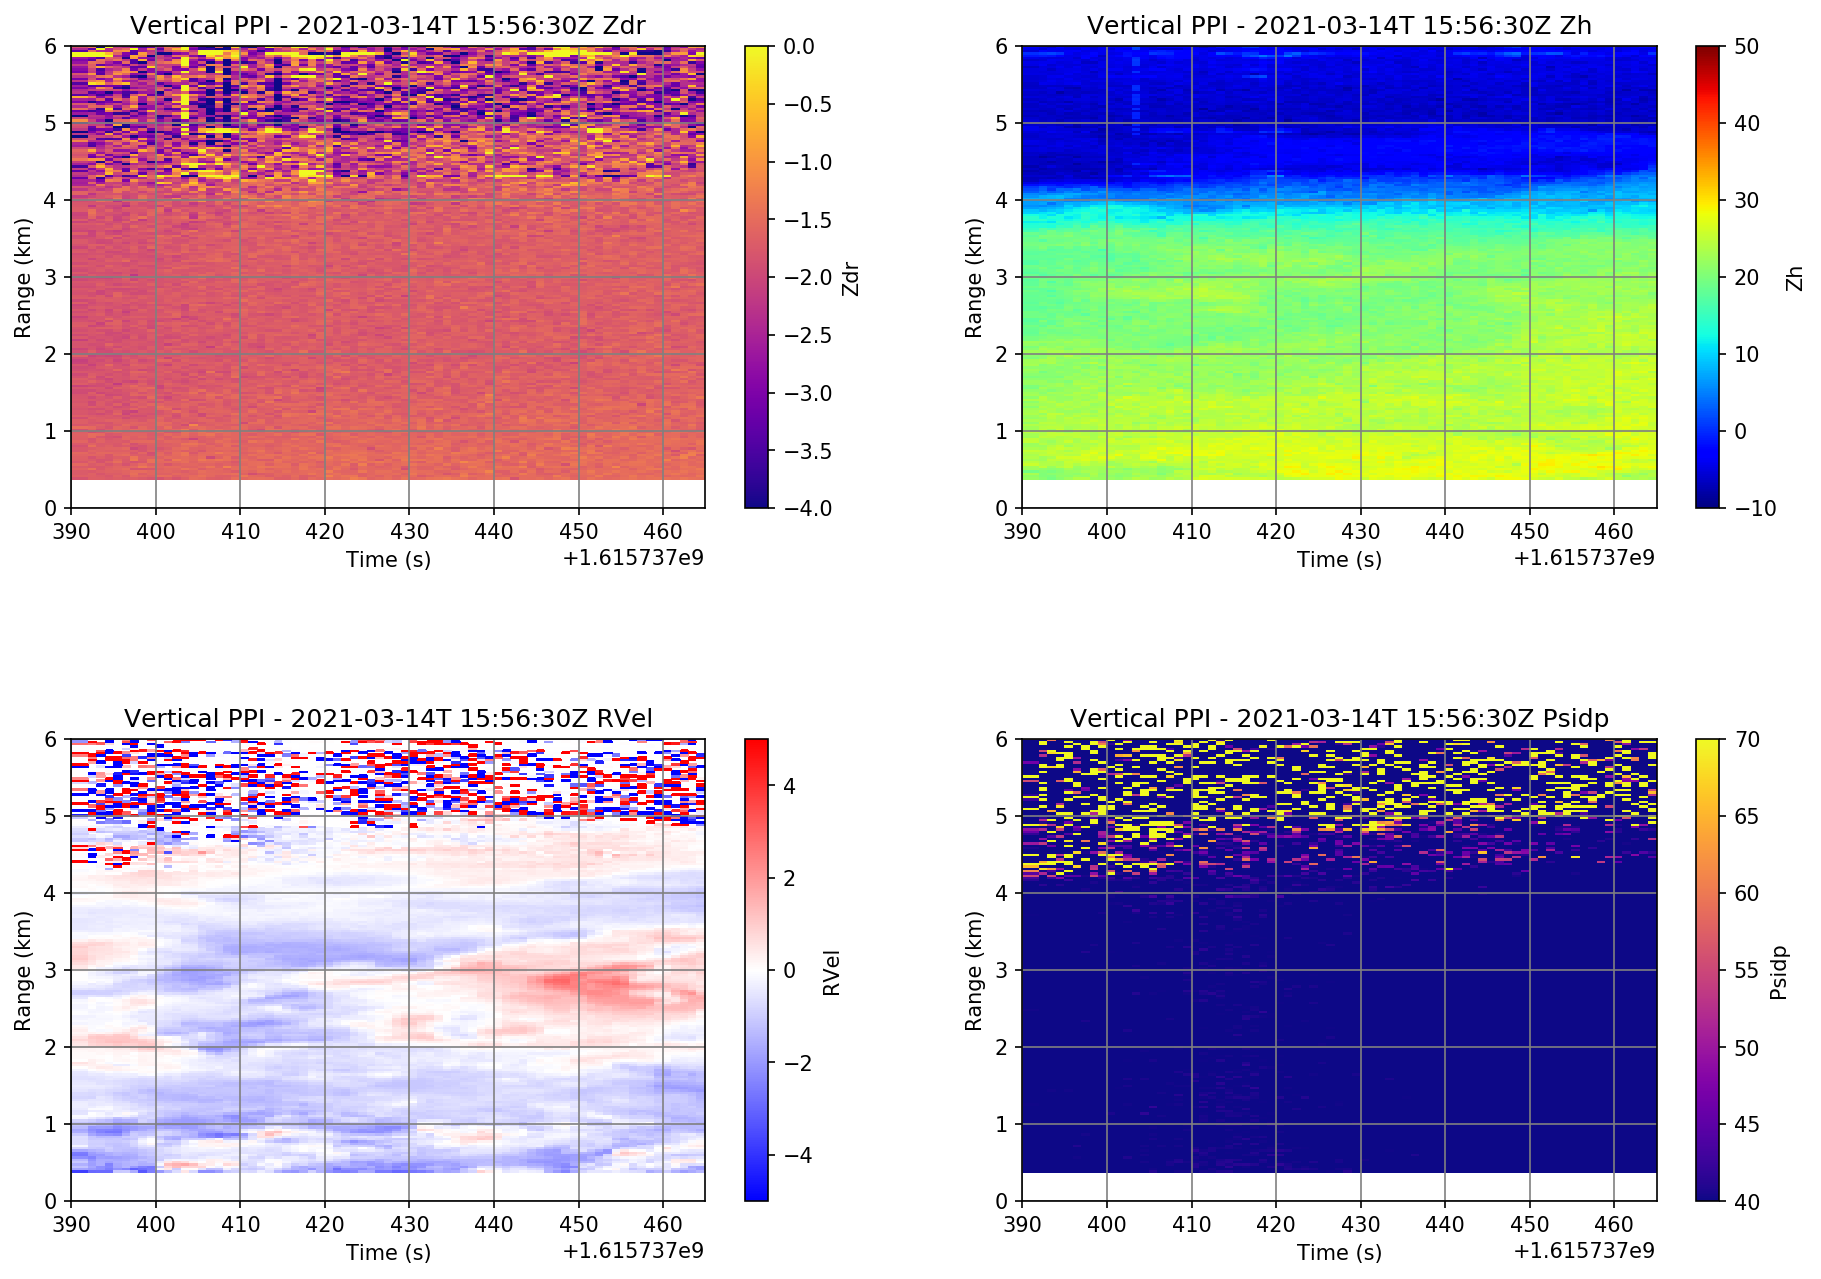 Vertical PPI - 2021-03-14T 15:56:30Z Zdr
6
5
4
3
2
1
0
Range (km)
390 400 410 420 430 440 450 460
Time (s)
+1.615737e9
0.0
−0.5
−1.0
−1.5
−2.0
−2.5
−3.0
−3.5
−4.0
Zdr
Vertical PPI - 2021-03-14T 15:56:30Z Zh
6
5
4
3
2
1
0
Range (km)
390 400 410 420 430 440 450 460
Time (s)
+1.615737e9
50
40
30
20
10
0
−10
Zh
Vertical PPI - 2021-03-14T 15:56:30Z RVel
6
5
4
3
2
1
0
Range (km)
390 400 410 420 430 440 450 460
Time (s)
+1.615737e9
4
2
0
−2
−4
RVel
Vertical PPI - 2021-03-14T 15:56:30Z Psidp
6
5
4
3
2
1
0
Range (km)
390 400 410 420 430 440 450 460
Time (s)
+1.615737e9
70
65
60
55
50
45
40
Psidp